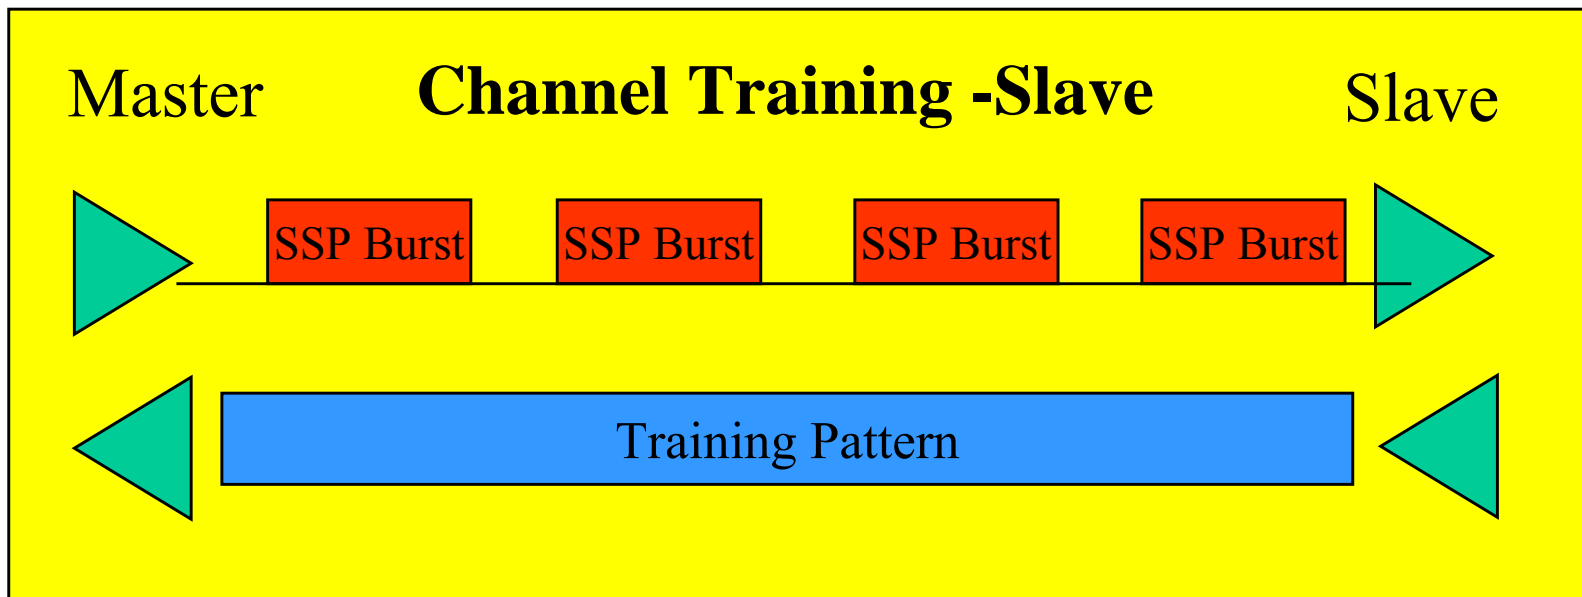 Master
Channel Training -Slave
Slave
SSP Burst
SSP Burst
SSP Burst
SSP Burst
Training Pattern